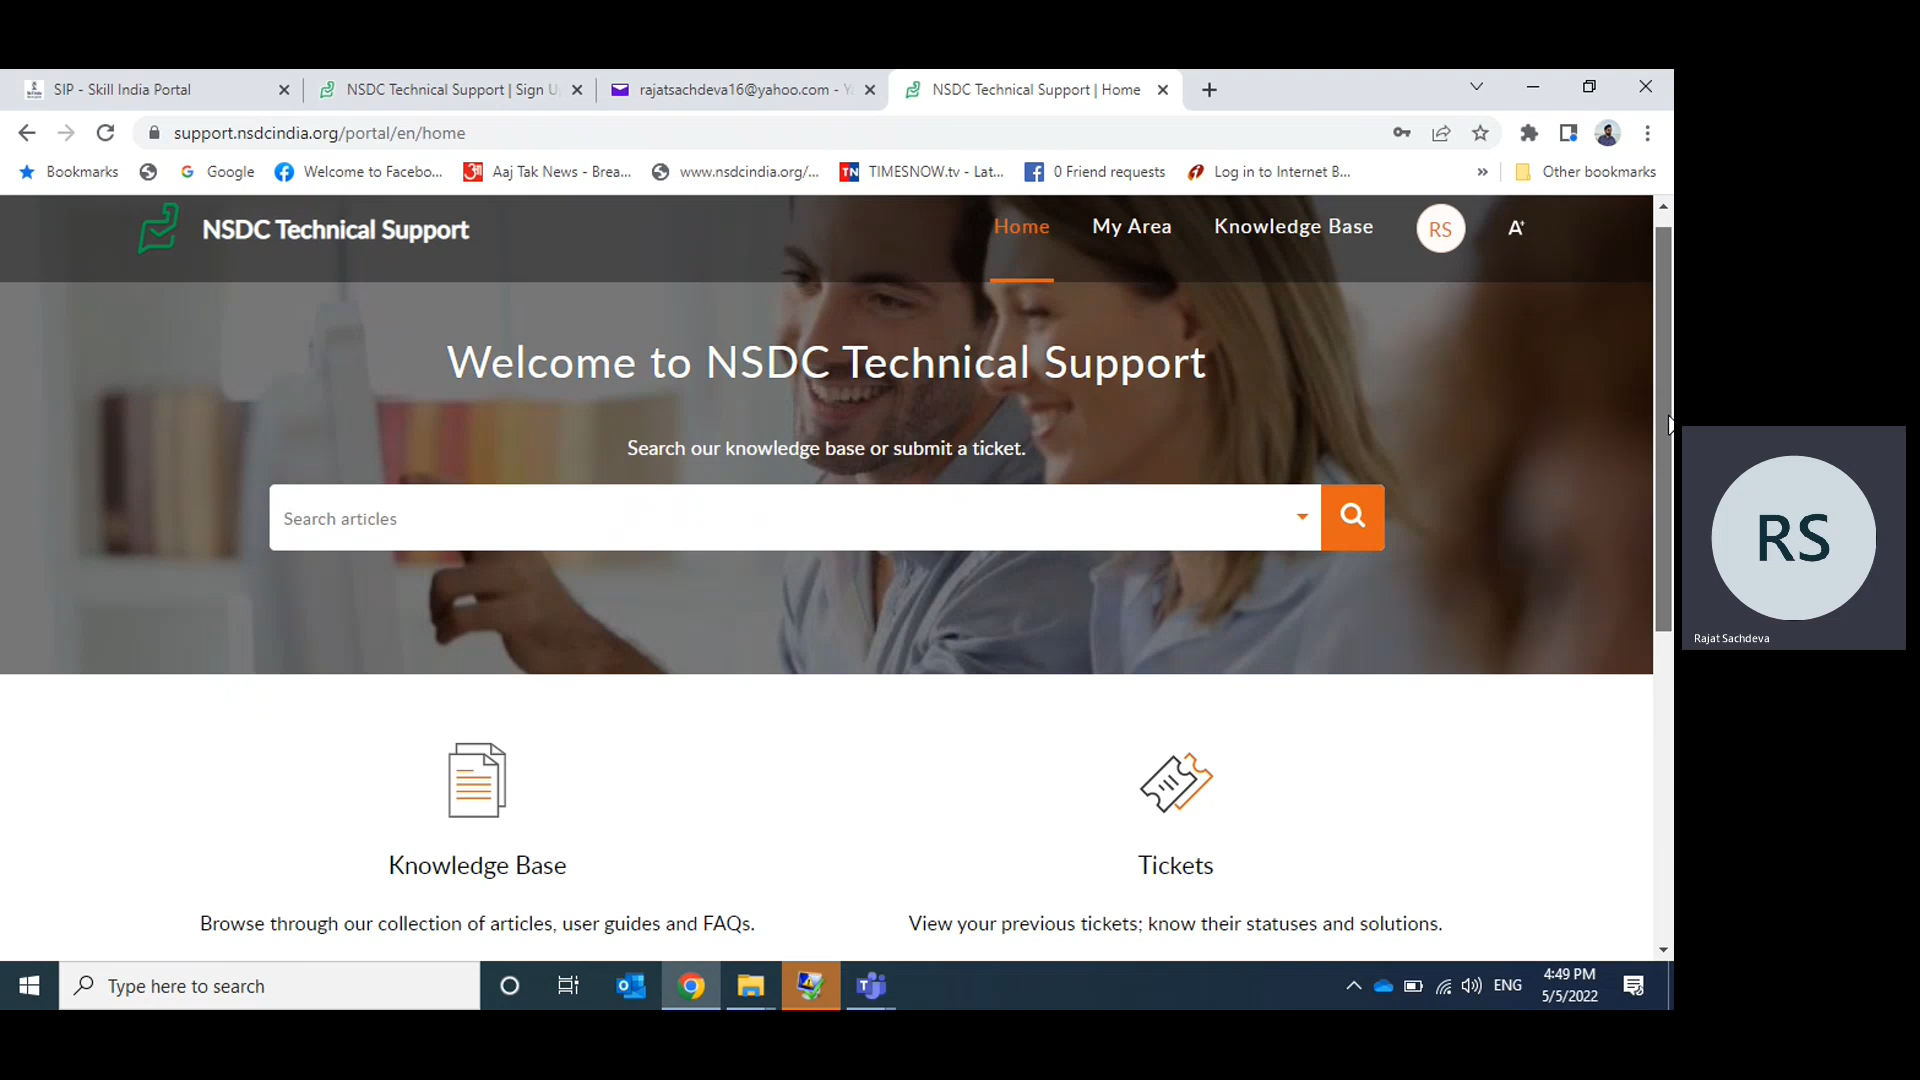 SIP - Skill India Portal
NSDC Technical Support | Sign U
rajatsachdeva16@yahoo.com - Y
NSDC Technical Support | Home
support.nsdcindia.org/portal/en/home
Bookmarks
Google
Welcome to Facebo...
Aaj Tak News - Brea...
www.nsdcindia.org/...
TN
TIMESNOW.tv - Lat...
0 Friend requests
Log in to Internet B...
Other bookmarks
NSDC Technical Support
Home
My Area
Knowledge Base
RS
A+
Welcome to NSDC Technical Support
Search our knowledge base or submit a ticket.
Search articles
RS
Rajat Sachdeva
Knowledge Base
Tickets
Browse through our collection of articles, user guides and FAQs.
View your previous tickets; know their statuses and solutions.
Type here to search
ENG
4:49 PM
5/5/2022